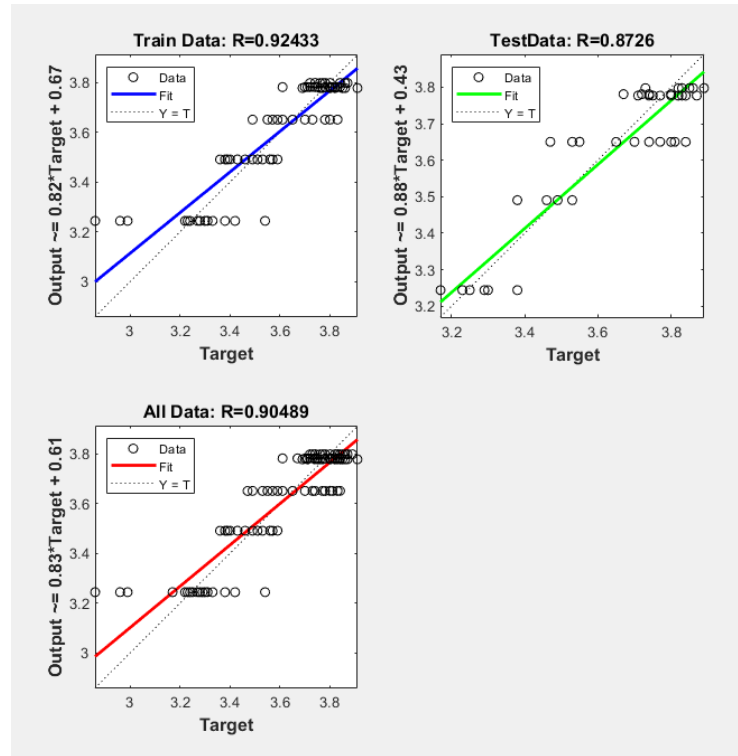 Train Data: R=0.92433
Output ~= 0.82*Target + 0.67
3.8
3.6
3.4
3.2
3
Data
Fit
Y = T
3
3.2
3.4
3.6
3.8
Target
TestData: R=0.8726
Output ~= 0.88*Target + 0.43
3.8
3.7
3.6
3.5
3.4
3.3
3.2
Data
Fit
Y = T
3.2
3.4
3.6
3.8
Target
All Data: R=0.90489
Output ~= 0.83*Target + 0.61
3.8
3.6
3.4
3.2
3
Data
Fit
Y = T
3
3.2
3.4
3.6
3.8
Target